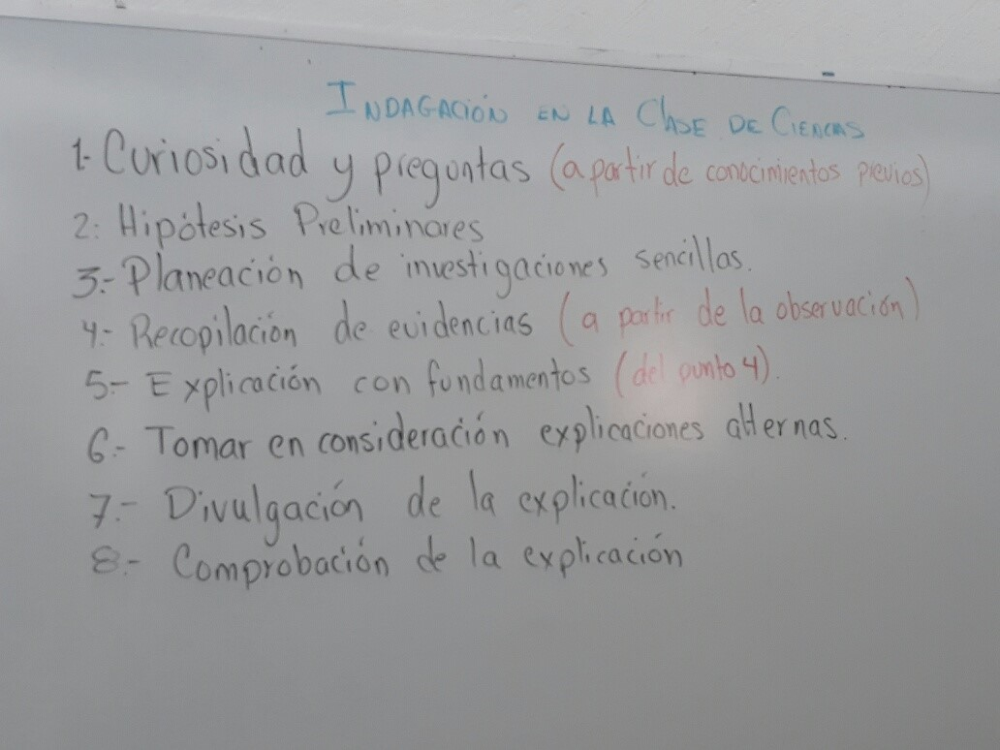 INDAGACIÓN EN LA CLASE DE CIENCIAS
1.- Curiosidad y preguntas (a partir de conocimientos previos)
2: Hipótesis Preliminares
3.- Planeación de investigaciones sencillas.
4.- Recopilación de evidencias (a partir de la observación)
5.- Explicación con fundamentos (del punto 4).
6.- Tomar en consideración explicaciones alternas.
7.- Divulgación de la explicación.
8.- Comprobación de la explicación